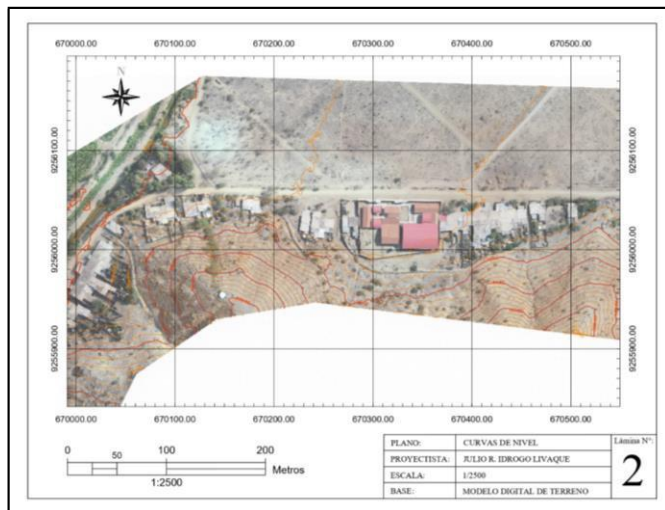 670000.00 670100.00 670200.00 670300.00 670400.00 670500.00
N
9256100.00 9256100.00
9256000.00 9256000.00
9255900.00 9255900.00
670000.00 670100.00 670200.00 670300.00 670400.00 670500.00
0 50 100 200
Metros
1:2500
PLANO: CURVAS DE NIVEL
PROYECTISTA: JULIO R. IDROGO LIVAQUE
ESCALA: 1/2500
BASE: MODELO DIGITAL DE TERRENO
Lámina N°:
2